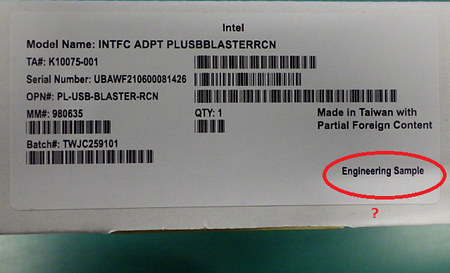 Intel
Model Name: INTFC ADPT PLUSBBLASTERRCN
TA#: K10075-001
Serial Number: UBAWF210600081426
OPN#: PL-USB-BLASTER-RCN
MM#: 980635
QTY: 1
Made in Taiwan with
Partial Foreign Content
Batch#: TWJC259101
Engineering Sample
?